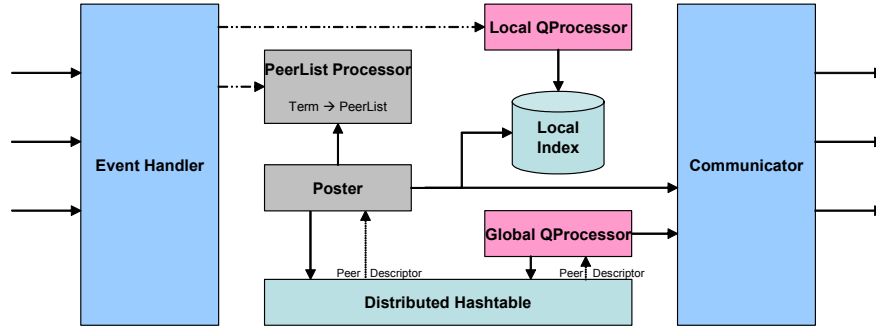 Local QProcessor
PeerList Processor
Term → PeerList
Local
Index
Event Handler
Communicator
Poster
Global QProcessor
Peer Descriptor
Peer Descriptor
Distributed Hashtable